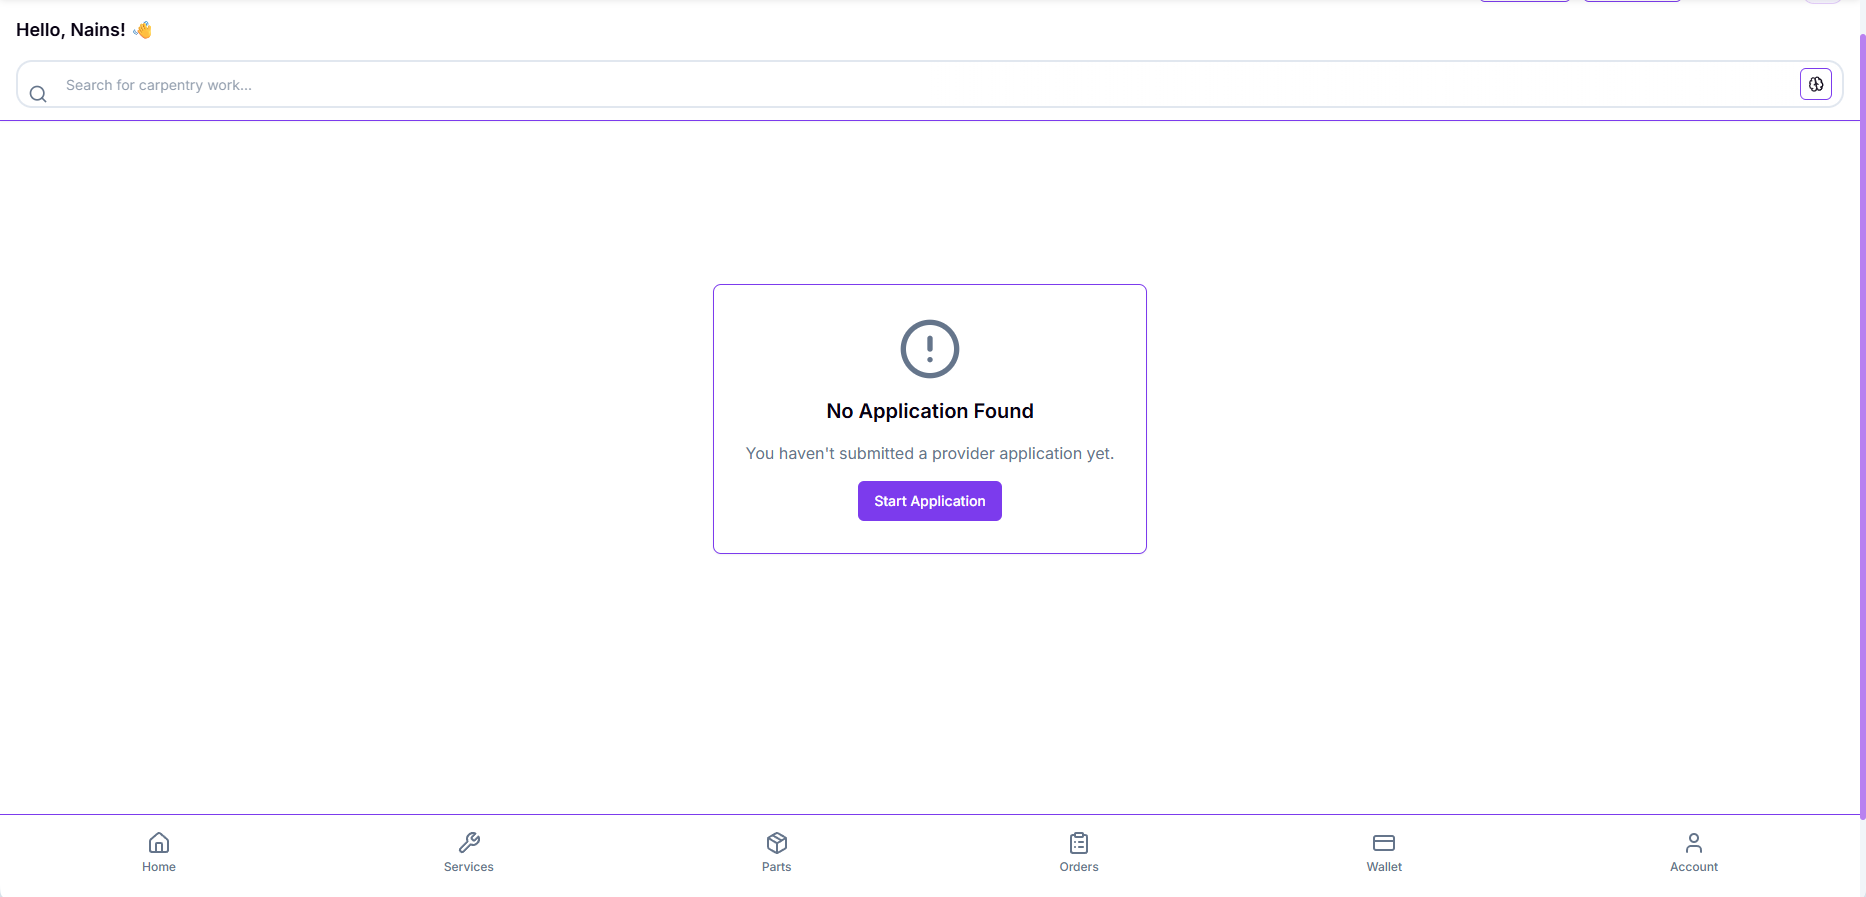 Hello, Nains! 👋
Search for carpentry work...
No Application Found
You haven't submitted a provider application yet.
Start Application
Home
Services
Parts
Orders
Wallet
Account